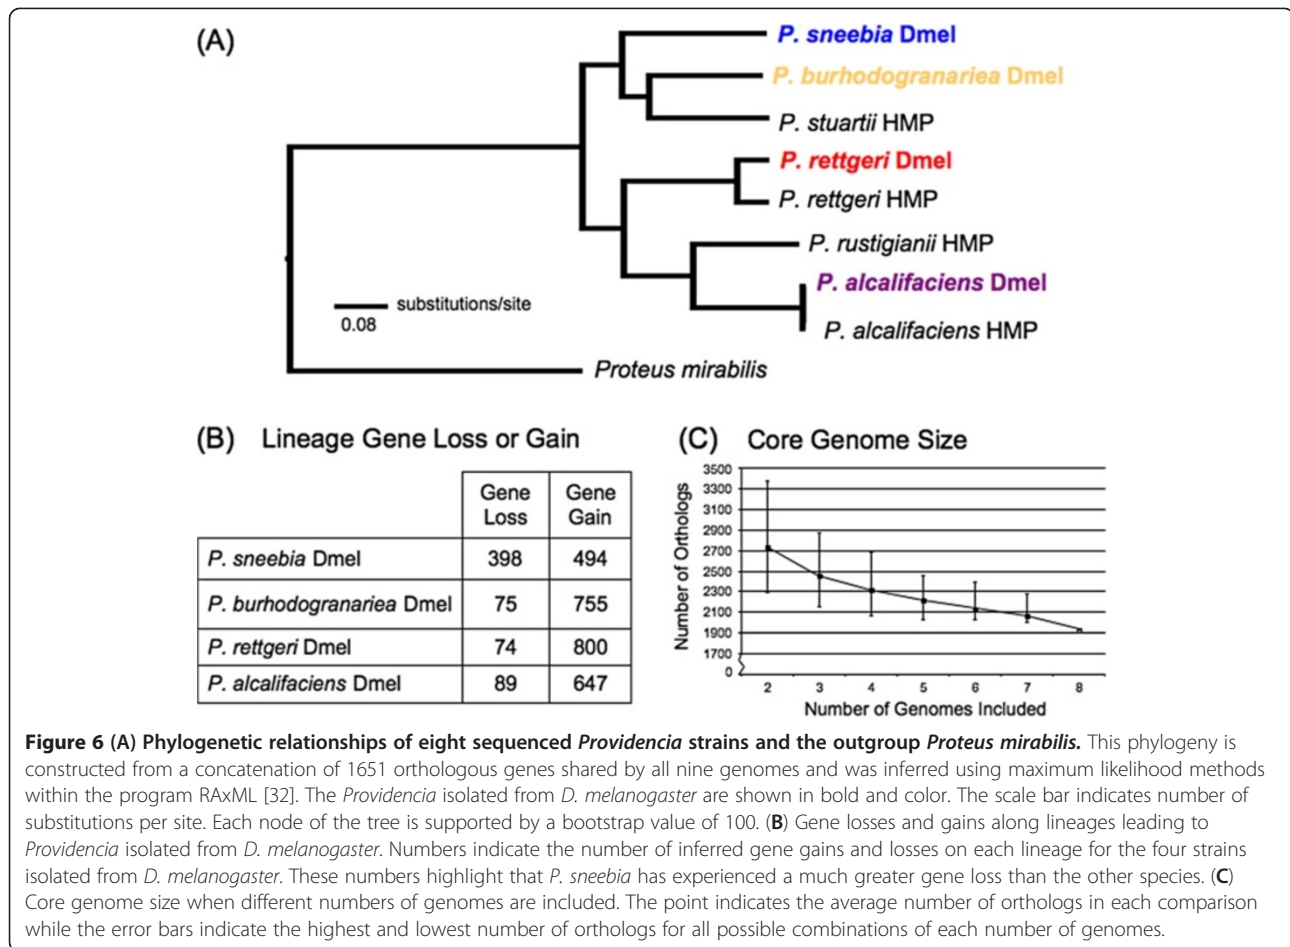 (A)
P. sneebia Dmel
P. burhodogranariea Dmel
P. stuartii HMP
P. rettgeri Dmel
P. rettgeri HMP
P. rustigianii HMP
P. alcalifaciens Dmel
P. alcalifaciens HMP
Proteus mirabilis
substitutions/site
0.08
(B) Lineage Gene Loss or Gain
Gene Loss
Gene Gain
P. sneebia Dmel 398 494
P. burhodogranariea Dmel 75 755
P. rettgeri Dmel 74 800
P. alcalifaciens Dmel 89 647
(C) Core Genome Size
Number of Orthologs
3500
3300
3100
2900
2700
2500
2300
2100
1900
1700
0
2 3 4 5 6 7 8
Number of Genomes Included
Figure 6 (A) Phylogenetic relationships of eight sequenced Providencia strains and the outgroup Proteus mirabilis. This phylogeny is
constructed from a concatenation of 1651 orthologous genes shared by all nine genomes and was inferred using maximum likelihood methods
within the program RAxML [32]. The Providencia isolated from D. melanogaster are shown in bold and color. The scale bar indicates number of
substitutions per site. Each node of the tree is supported by a bootstrap value of 100. (B) Gene losses and gains along lineages leading to
Providencia isolated from D. melanogaster. Numbers indicate the number of inferred gene gains and losses on each lineage for the four strains
isolated from D. melanogaster. These numbers highlight that P. sneebia has experienced a much greater gene loss than the other species. (C)
Core genome size when different numbers of genomes are included. The point indicates the average number of orthologs in each comparison
while the error bars indicate the highest and lowest number of orthologs for all possible combinations of each number of genomes.